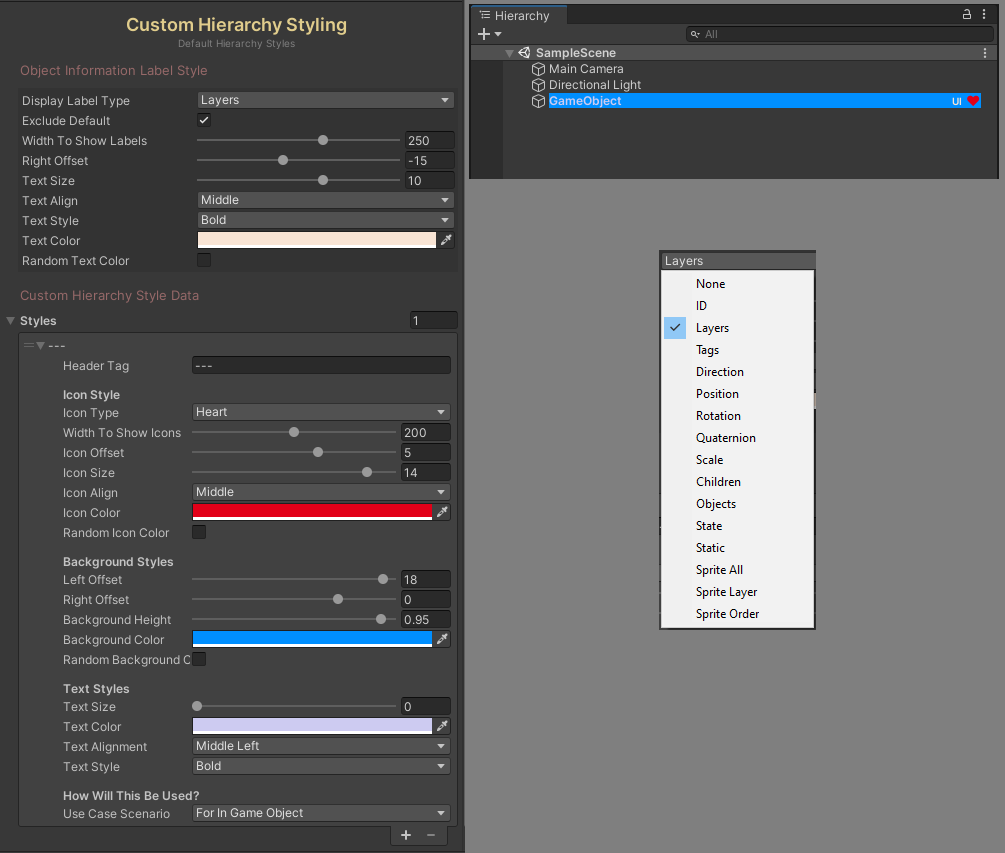 Custom Hierarchy Styling
Default Hierarchy Styles
Object Information Label Style
Display Label Type Layers
Exclude Default
Width To Show Labels 250
Right Offset -15
Text Size 10
Text Align Middle
Text Style Bold
Text Color
Random Text Color
Custom Hierarchy Style Data
Styles 1
---
Header Tag ---
Icon Style
Icon Type Heart
Width To Show Icons 200
Icon Offset 5
Icon Size 14
Icon Align Middle
Icon Color
Random Icon Color
Background Styles
Left Offset 18
Right Offset 0
Background Height 0.95
Background Color
Random Background C
Text Styles
Text Size 0
Text Color
Text Alignment Middle Left
Text Style Bold
How Will This Be Used?
Use Case Scenario For In Game Object
Hierarchy
All
SampleScene
Main Camera
Directional Light
GameObject UI
Layers
None
ID
Layers
Tags
Direction
Position
Rotation
Quaternion
Scale
Children
Objects
State
Static
Sprite All
Sprite Layer
Sprite Order